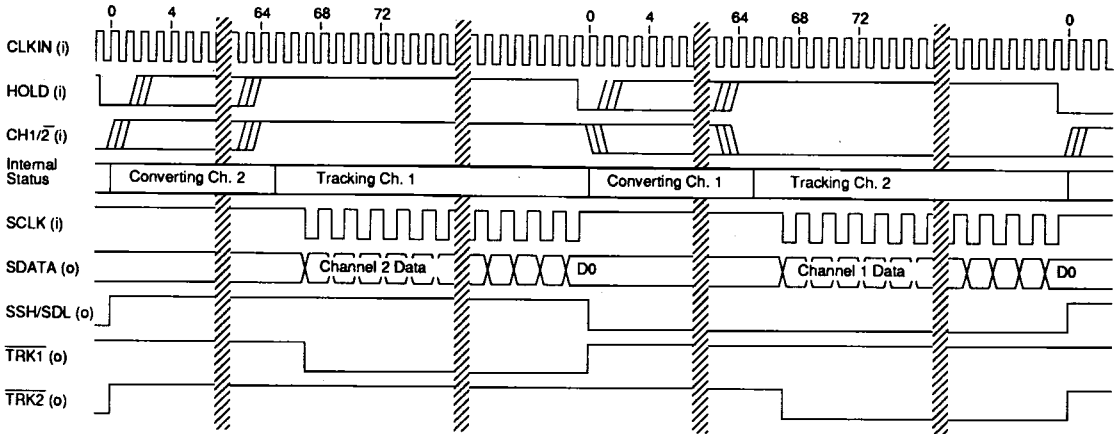 0 4 64 68 72 0 4 64 68 72 0
CLKIN (i)
HOLD (i)
CH1/2̅ (i)
Internal
Status
Converting Ch. 2 Tracking Ch. 1 Converting Ch. 1 Tracking Ch. 2
SCLK (i)
SDATA (o) Channel 2 Data D0 Channel 1 Data D0
SSH/SDL (o)
T̅R̅K̅1̅ (o)
T̅R̅K̅2̅ (o)